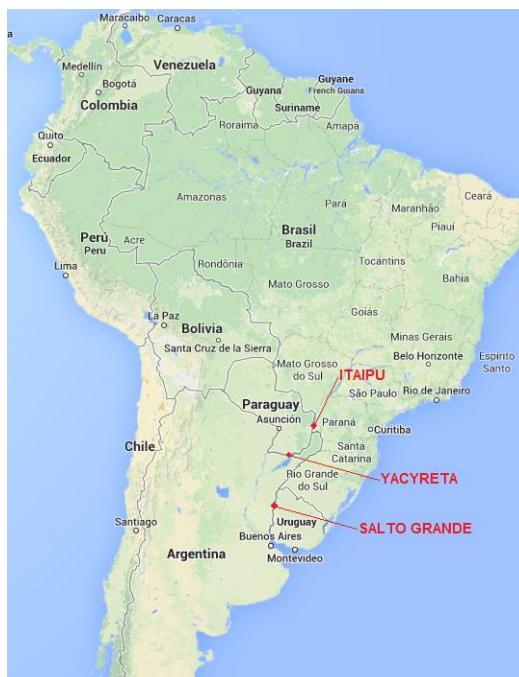 Maracaibo
Caracas
a
Medellín
Venezuela
Bogotá
Colombia
Guyana
Guyane
French Guiana
Suriname
Roraima
Amapá
Quito
Ecuador
Amazonas
Pará
Maranhão
Ceará
Piauí
Perú
Peru
Acre
Rondônia
Brasil
Brazil
Tocantins
Lima
Mato Grosso
Bahia
La Paz
Bolivia
Goiás
Santa Cruz de la Sierra
Minas Gerais
Mato Grosso
do Sul
Belo Horizonte
Espírito
Santo
ITAIPU
São Paulo
Rio de Janeiro
Paraguay
Asunción
Paraná
Curitiba
Chile
Santa
Catarina
Rio Grande
do Sul
YACYRETA
Santiago
Uruguay
SALTO GRANDE
Buenos Aires
Montevideo
Argentina